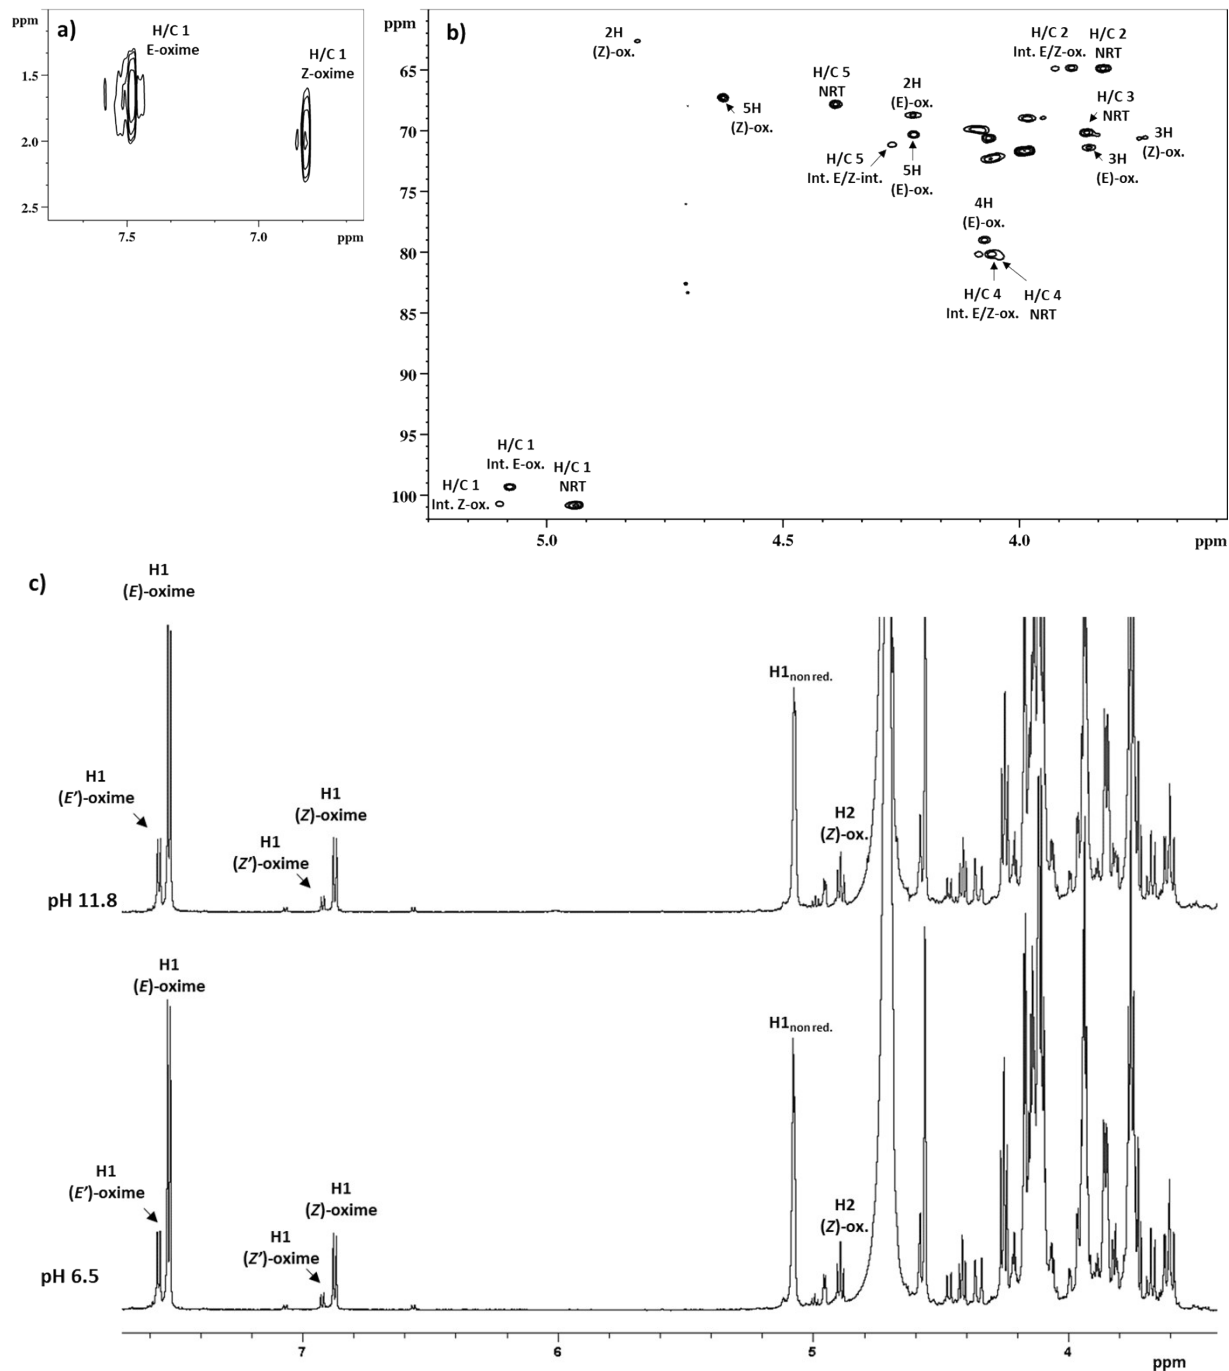 a)
ppm
H/C 1
E-oxime
H/C 1
Z-oxime
1.5
2.0
2.5
7.5
7.0
ppm
b)
ppm
65
70
75
80
85
90
95
100
2H
(Z)-ox.
5H
(Z)-ox.
H/C 5
NRT
2H
(E)-ox.
H/C 2
Int. E/Z-ox.
H/C 2
NRT
H/C 3
NRT
3H
(Z)-ox.
H/C 5
Int. E/Z-int.
5H
(E)-ox.
3H
(E)-ox.
4H
(E)-ox.
H/C 4
Int. E/Z-ox.
H/C 4
NRT
H/C 1
Int. E-ox.
H/C 1
NRT
H/C 1
Int. Z-ox.
5.0
4.5
4.0
ppm
c)
H1
(E)-oxime
H1
(E')-oxime
H1
(Z')-oxime
H1
(Z)-oxime
H1non red.
H2
(Z)-ox.
pH 11.8
H1
(E)-oxime
H1
(E')-oxime
H1
(Z')-oxime
H1
(Z)-oxime
H1non red.
H2
(Z)-ox.
pH 6.5
7
6
5
4
ppm